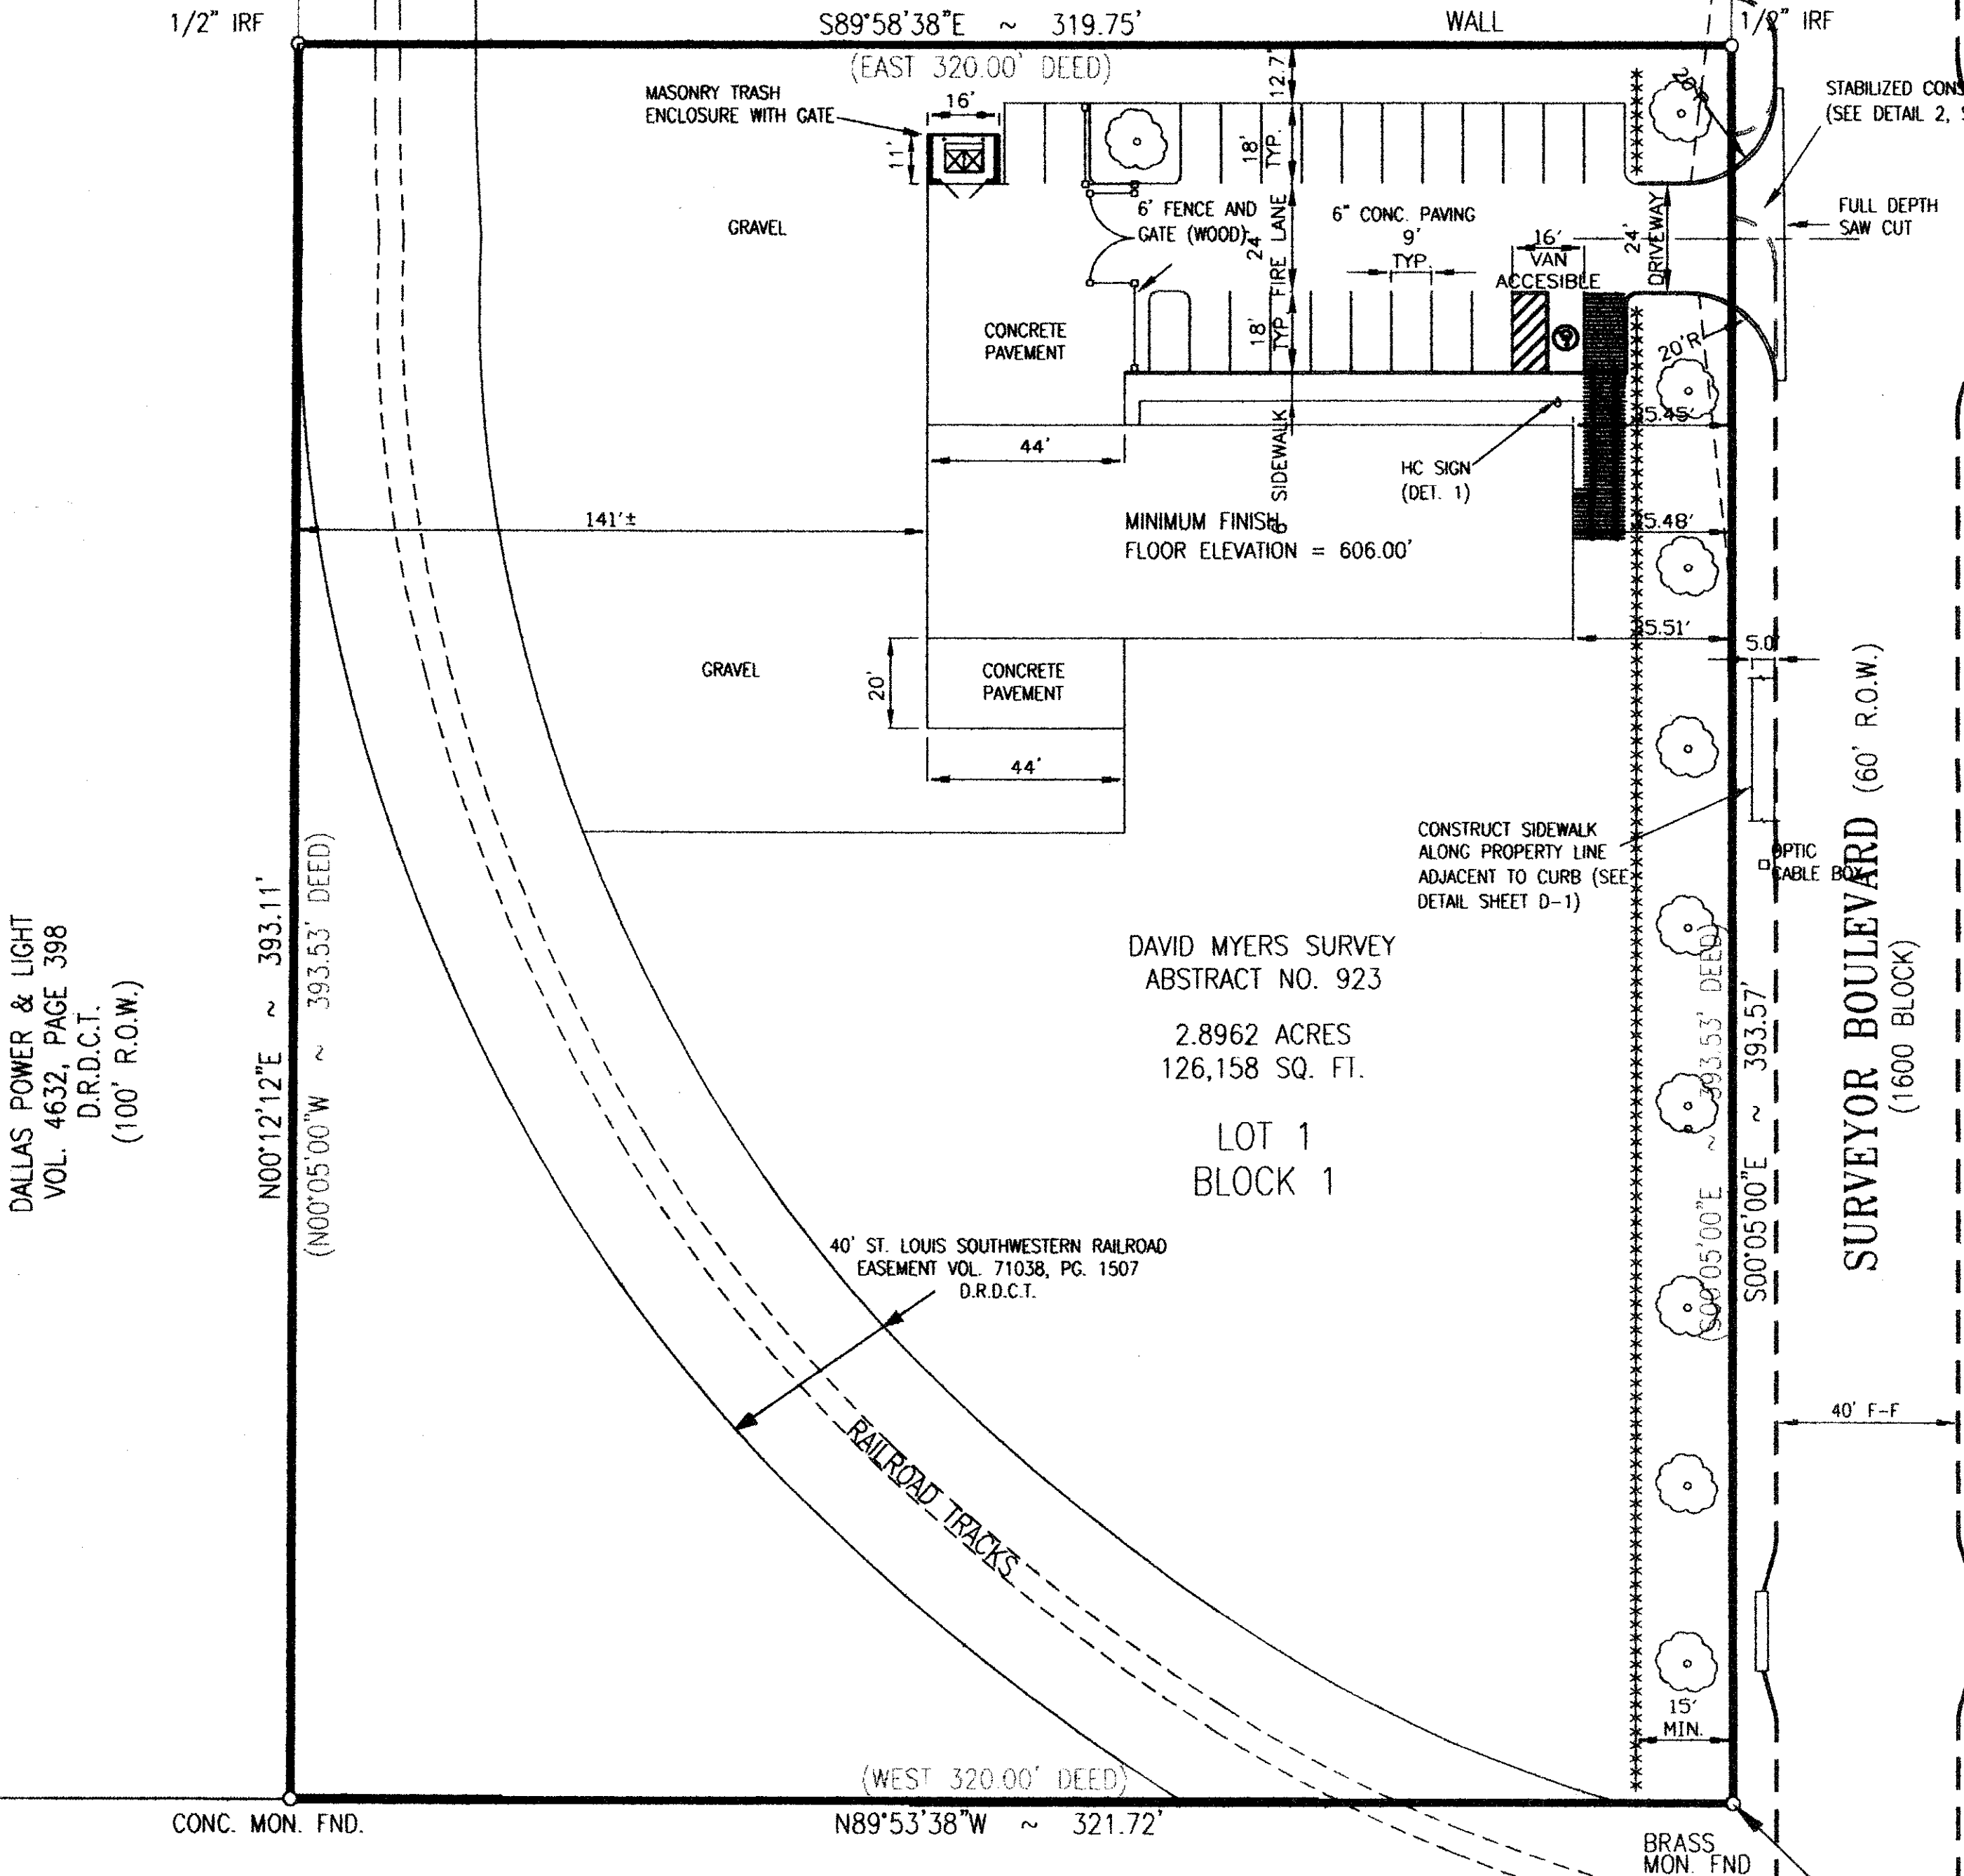 1/2" IRF
S89°58'38"E ~ 319.75'
WALL
1/2" IRF
(EAST 320.00' DEED)
12.7'
MASONRY TRASH
ENCLOSURE WITH GATE
16'
11'
18'
TYP.
STABILIZED CONS
(SEE DETAIL 2, S
GRAVEL
6' FENCE AND
GATE (WOOD)
24'
FIRE LANE
6" CONC. PAVING
9'
TYP.
16'
VAN
ACCESIBLE
24'
DRIVEWAY
FULL DEPTH
SAW CUT
CONCRETE
PAVEMENT
18'
TYP.
20'R
44'
6' SIDEWALK
HC SIGN
(DET. 1)
35.45'
141'±
MINIMUM FINISH
FLOOR ELEVATION = 606.00'
35.48'
35.51'
5.0'
GRAVEL
20'
CONCRETE
PAVEMENT
44'
CONSTRUCT SIDEWALK
ALONG PROPERTY LINE
ADJACENT TO CURB (SEE
DETAIL SHEET D-1)
OPTIC
CABLE BOX
SURVEYOR BOULEVARD (60' R.O.W.)
(1600 BLOCK)
DALLAS POWER & LIGHT
VOL. 4632, PAGE 398
D.R.D.C.T.
(100' R.O.W.)
N00°12'12"E ~ 393.11'
(N00°05'00"W ~ 393.53' DEED)
DAVID MYERS SURVEY
ABSTRACT NO. 923
2.8962 ACRES
126,158 SQ. FT.
LOT 1
BLOCK 1
(S00°05'00"E ~ 393.53' DEED)
S00°05'00"E ~ 393.57'
40' ST. LOUIS SOUTHWESTERN RAILROAD
EASEMENT VOL. 71038, PG. 1507
D.R.D.C.T.
RAILROAD TRACKS
40' F-F
15'
MIN.
(WEST 320.00' DEED)
CONC. MON. FND.
N89°53'38"W ~ 321.72'
BRASS
MON. FND